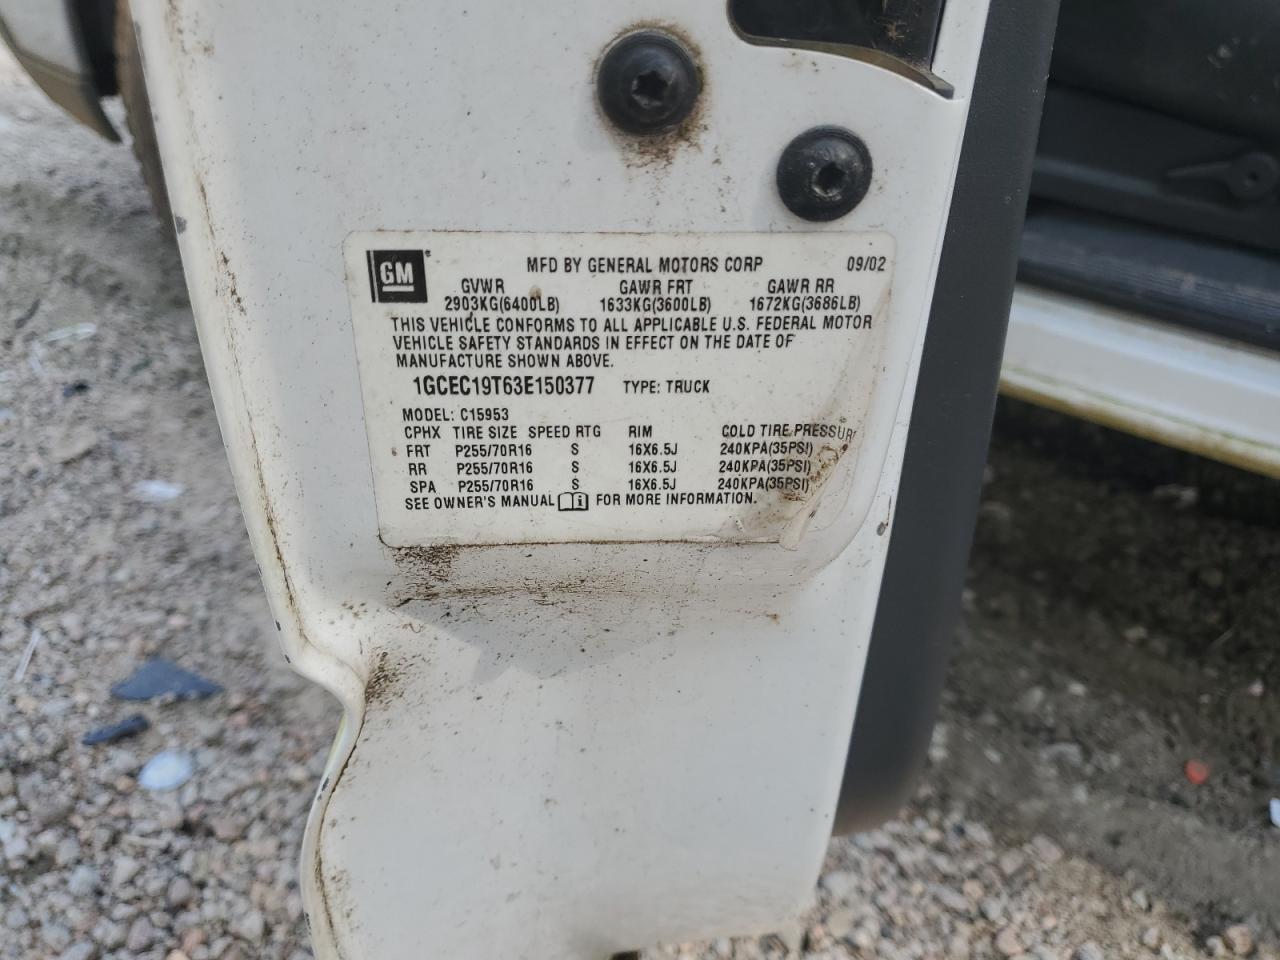 GM
MFD BY GENERAL MOTORS CORP 09/02
GVWR GAWR FRT GAWR RR
2903KG(6400LB) 1633KG(3600LB) 1672KG(3686LB)
THIS VEHICLE CONFORMS TO ALL APPLICABLE U.S. FEDERAL MOTOR
VEHICLE SAFETY STANDARDS IN EFFECT ON THE DATE OF
MANUFACTURE SHOWN ABOVE.
1GCEC19T63E150377 TYPE: TRUCK
MODEL: C15953
CPHX TIRE SIZE SPEED RTG RIM COLD TIRE PRESSURE
FRT P255/70R16 S 16X6.5J 240KPA(35PSI)
RR P255/70R16 S 16X6.5J 240KPA(35PSI)
SPA P255/70R16 S 16X6.5J 240KPA(35PSI)
SEE OWNER'S MANUAL i FOR MORE INFORMATION.